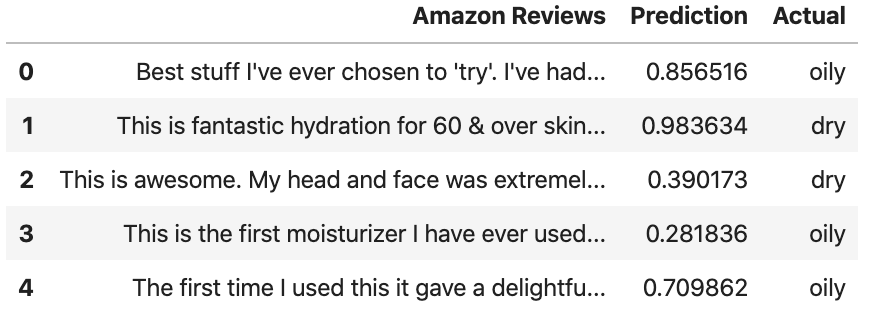 Amazon Reviews Prediction Actual
0 Best stuff I've ever chosen to 'try'. I've had... 0.856516 oily
1 This is fantastic hydration for 60 & over skin... 0.983634 dry
2 This is awesome. My head and face was extremel... 0.390173 dry
3 This is the first moisturizer I have ever used... 0.281836 oily
4 The first time I used this it gave a delightfu... 0.709862 oily